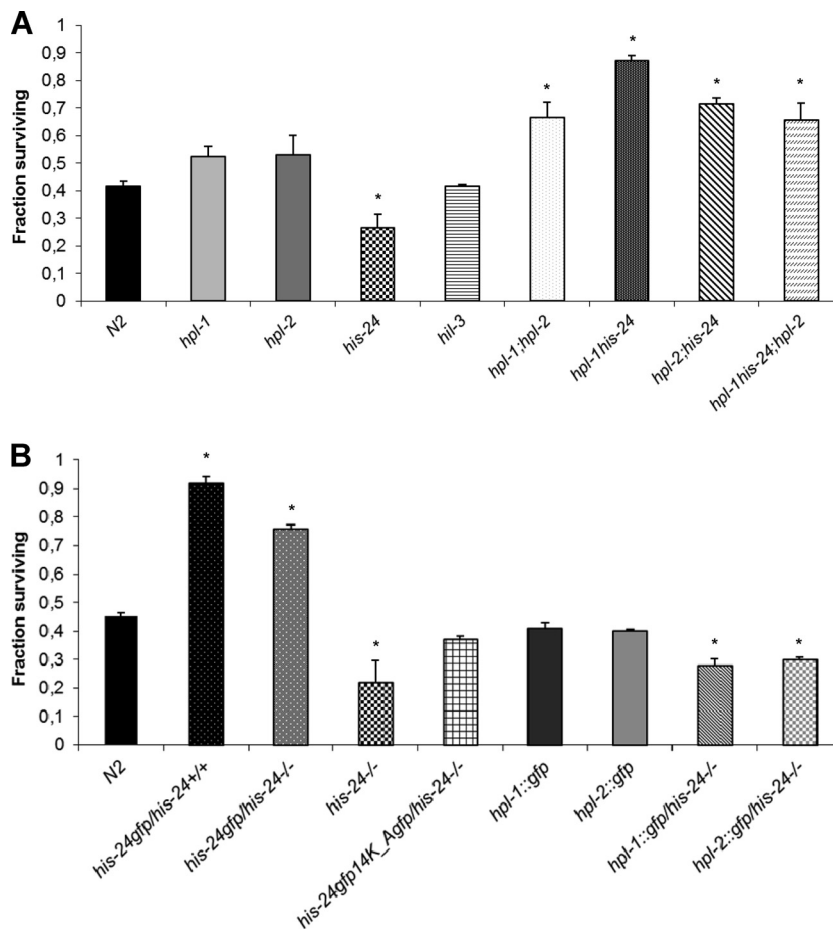 A
Fraction surviving
1
0,9
0,8
0,7
0,6
0,5
0,4
0,3
0,2
0,1
0
*
*
*
*
*
N2
hpl-1
hpl-2
his-24
hil-3
hpl-1;hpl-2
hpl-1his-24
hpl-2;his-24
hpl-1his-24;hpl-2
B
Fraction surviving
1
0,9
0,8
0,7
0,6
0,5
0,4
0,3
0,2
0,1
0
*
*
*
*
*
N2
his-24gfp/his-24+/+
his-24gfp/his-24-/-
his-24-/-
his-24gfp14K_Agfp/his-24-/-
hpl-1::gfp
hpl-2::gfp
hpl-1::gfp/his-24-/-
hpl-2::gfp/his-24-/-